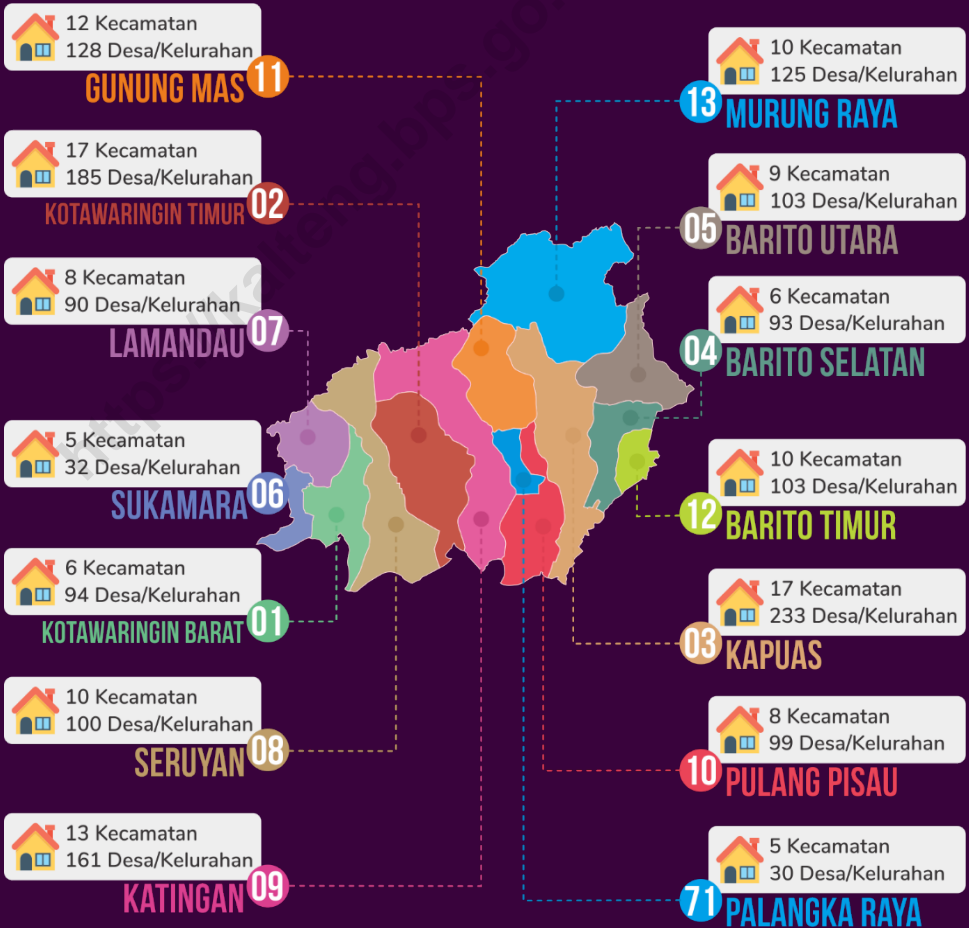 12 Kecamatan
128 Desa/Kelurahan
GUNUNG MAS
11
17 Kecamatan
185 Desa/Kelurahan
KOTAWARINGIN TIMUR
02
8 Kecamatan
90 Desa/Kelurahan
LAMANDAU
07
5 Kecamatan
32 Desa/Kelurahan
SUKAMARA
06
6 Kecamatan
94 Desa/Kelurahan
KOTAWARINGIN BARAT
01
10 Kecamatan
100 Desa/Kelurahan
SERUYAN
08
13 Kecamatan
161 Desa/Kelurahan
KATINGAN
09
10 Kecamatan
125 Desa/Kelurahan
13
MURUNG RAYA
9 Kecamatan
103 Desa/Kelurahan
05
BARITO UTARA
6 Kecamatan
93 Desa/Kelurahan
04
BARITO SELATAN
10 Kecamatan
103 Desa/Kelurahan
12
BARITO TIMUR
17 Kecamatan
233 Desa/Kelurahan
03
KAPUAS
8 Kecamatan
99 Desa/Kelurahan
10
PULANG PISAU
5 Kecamatan
30 Desa/Kelurahan
71
PALANGKA RAYA